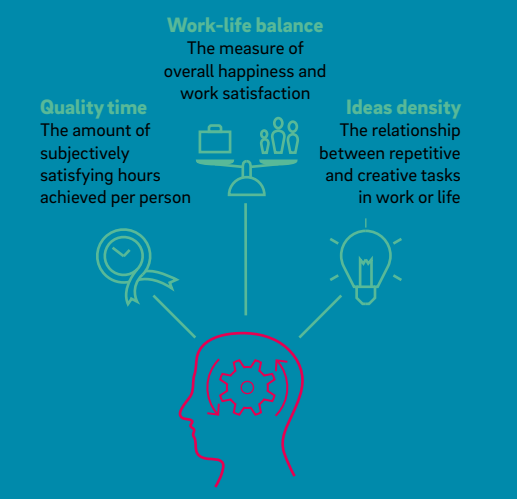 Work-life balance
The measure of
overall happiness and
work satisfaction
Quality time
The amount of
subjectively
satisfying hours
achieved per person
Ideas density
The relationship
between repetitive
and creative tasks
in work or life